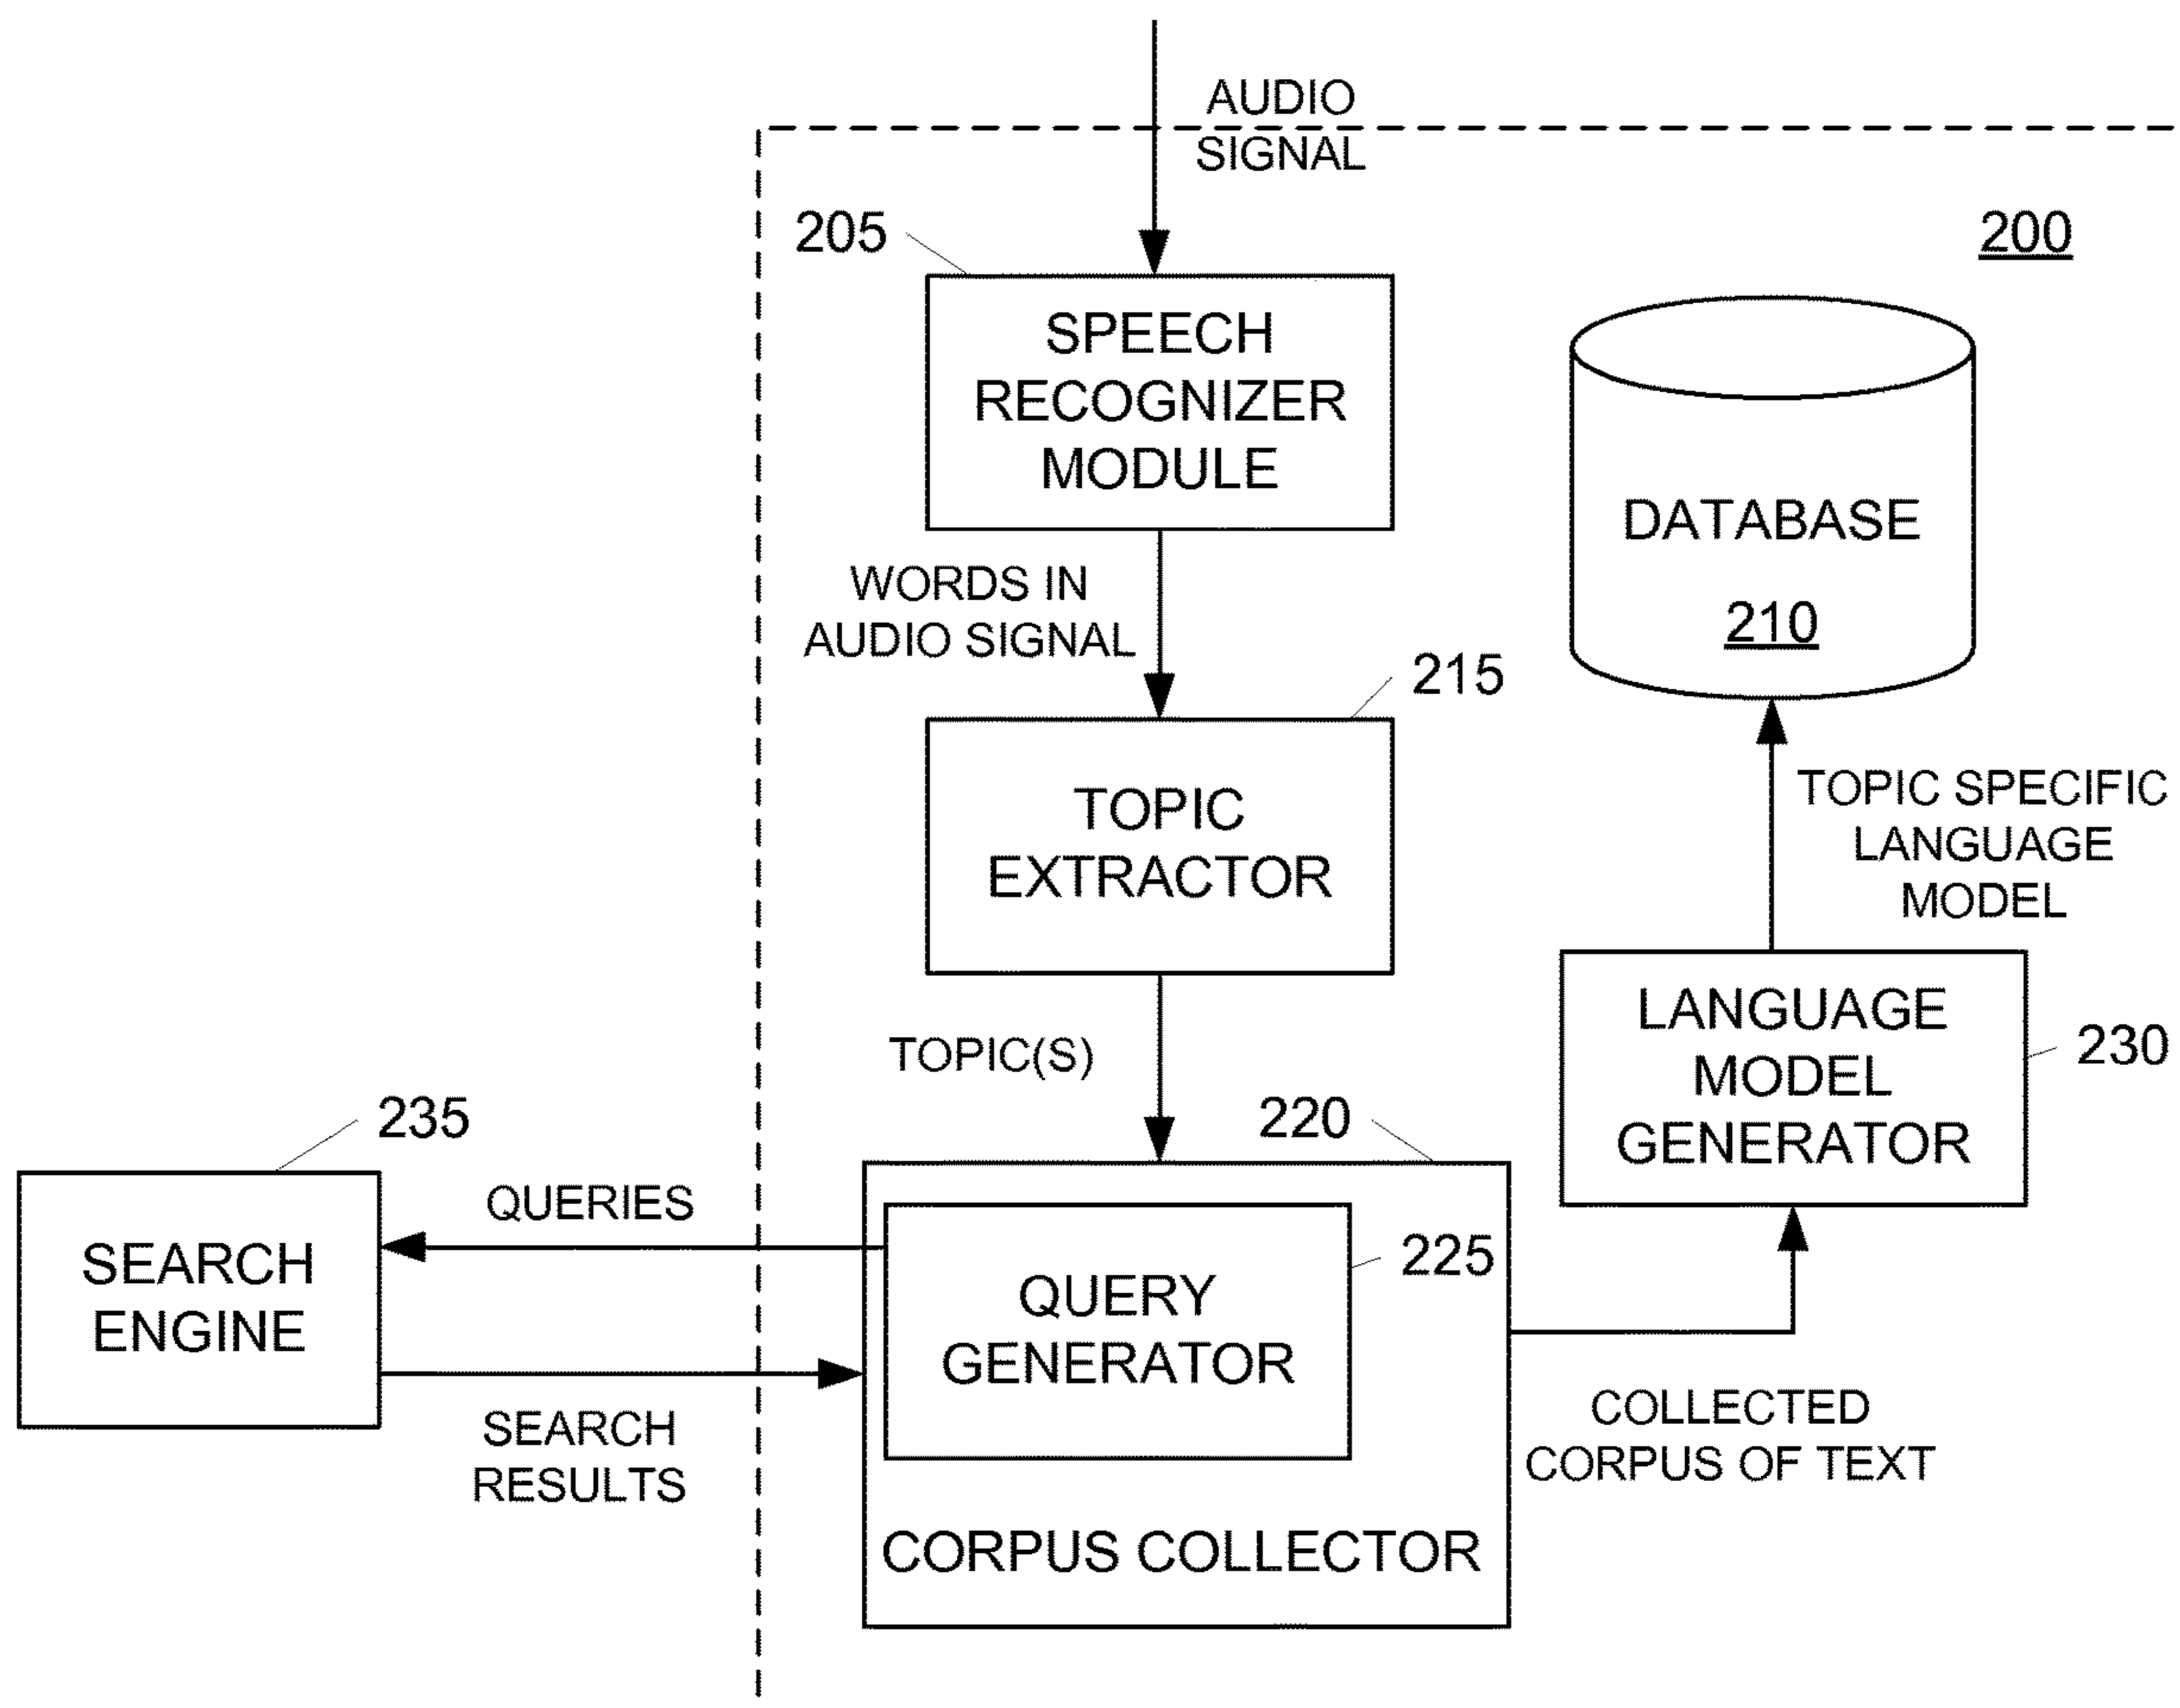 AUDIO
SIGNAL
205
200
SPEECH
RECOGNIZER
MODULE
DATABASE
210
WORDS IN
AUDIO SIGNAL
215
TOPIC
EXTRACTOR
TOPIC SPECIFIC
LANGUAGE
MODEL
TOPIC(S)
LANGUAGE
MODEL
GENERATOR
230
235
220
QUERIES
SEARCH
ENGINE
225
QUERY
GENERATOR
SEARCH
RESULTS
COLLECTED
CORPUS OF TEXT
CORPUS COLLECTOR